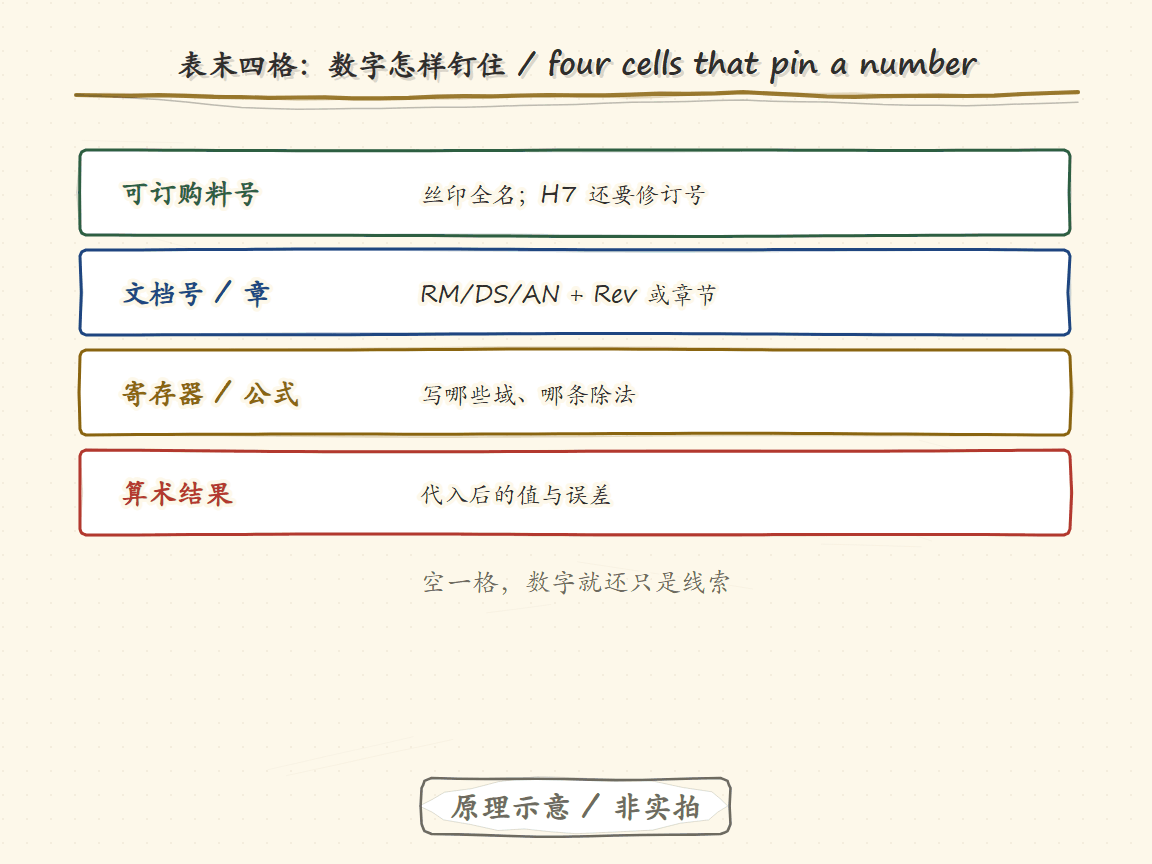 表末四格：数字怎样钉住 / four cells that pin a number
可订购料号 丝印全名；H7 还要修订号
文档号 / 章 RM/DS/AN + Rev 或章节
寄存器 / 公式 写哪些域、哪条除法
算术结果 代入后的值与误差
空一格，数字就还只是线索
原理示意 / 非实拍